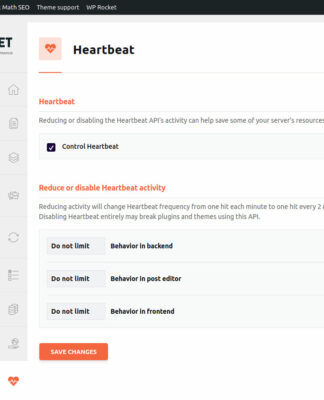 Math SEO Theme support WP Rocket
ET
Heartbeat
Heartbeat
Reducing or disabling the Heartbeat API's activity can help save some of your server's resources
Control Heartbeat
Reduce or disable Heartbeat activity
Reducing activity will change Heartbeat frequency from one hit each minute to one hit every 2
Disabling Heartbeat entirely may break plugins and themes using this API.
Do not limit Behavior in backend
Do not limit Behavior in post editor
Do not limit Behavior in frontend
SAVE CHANGES